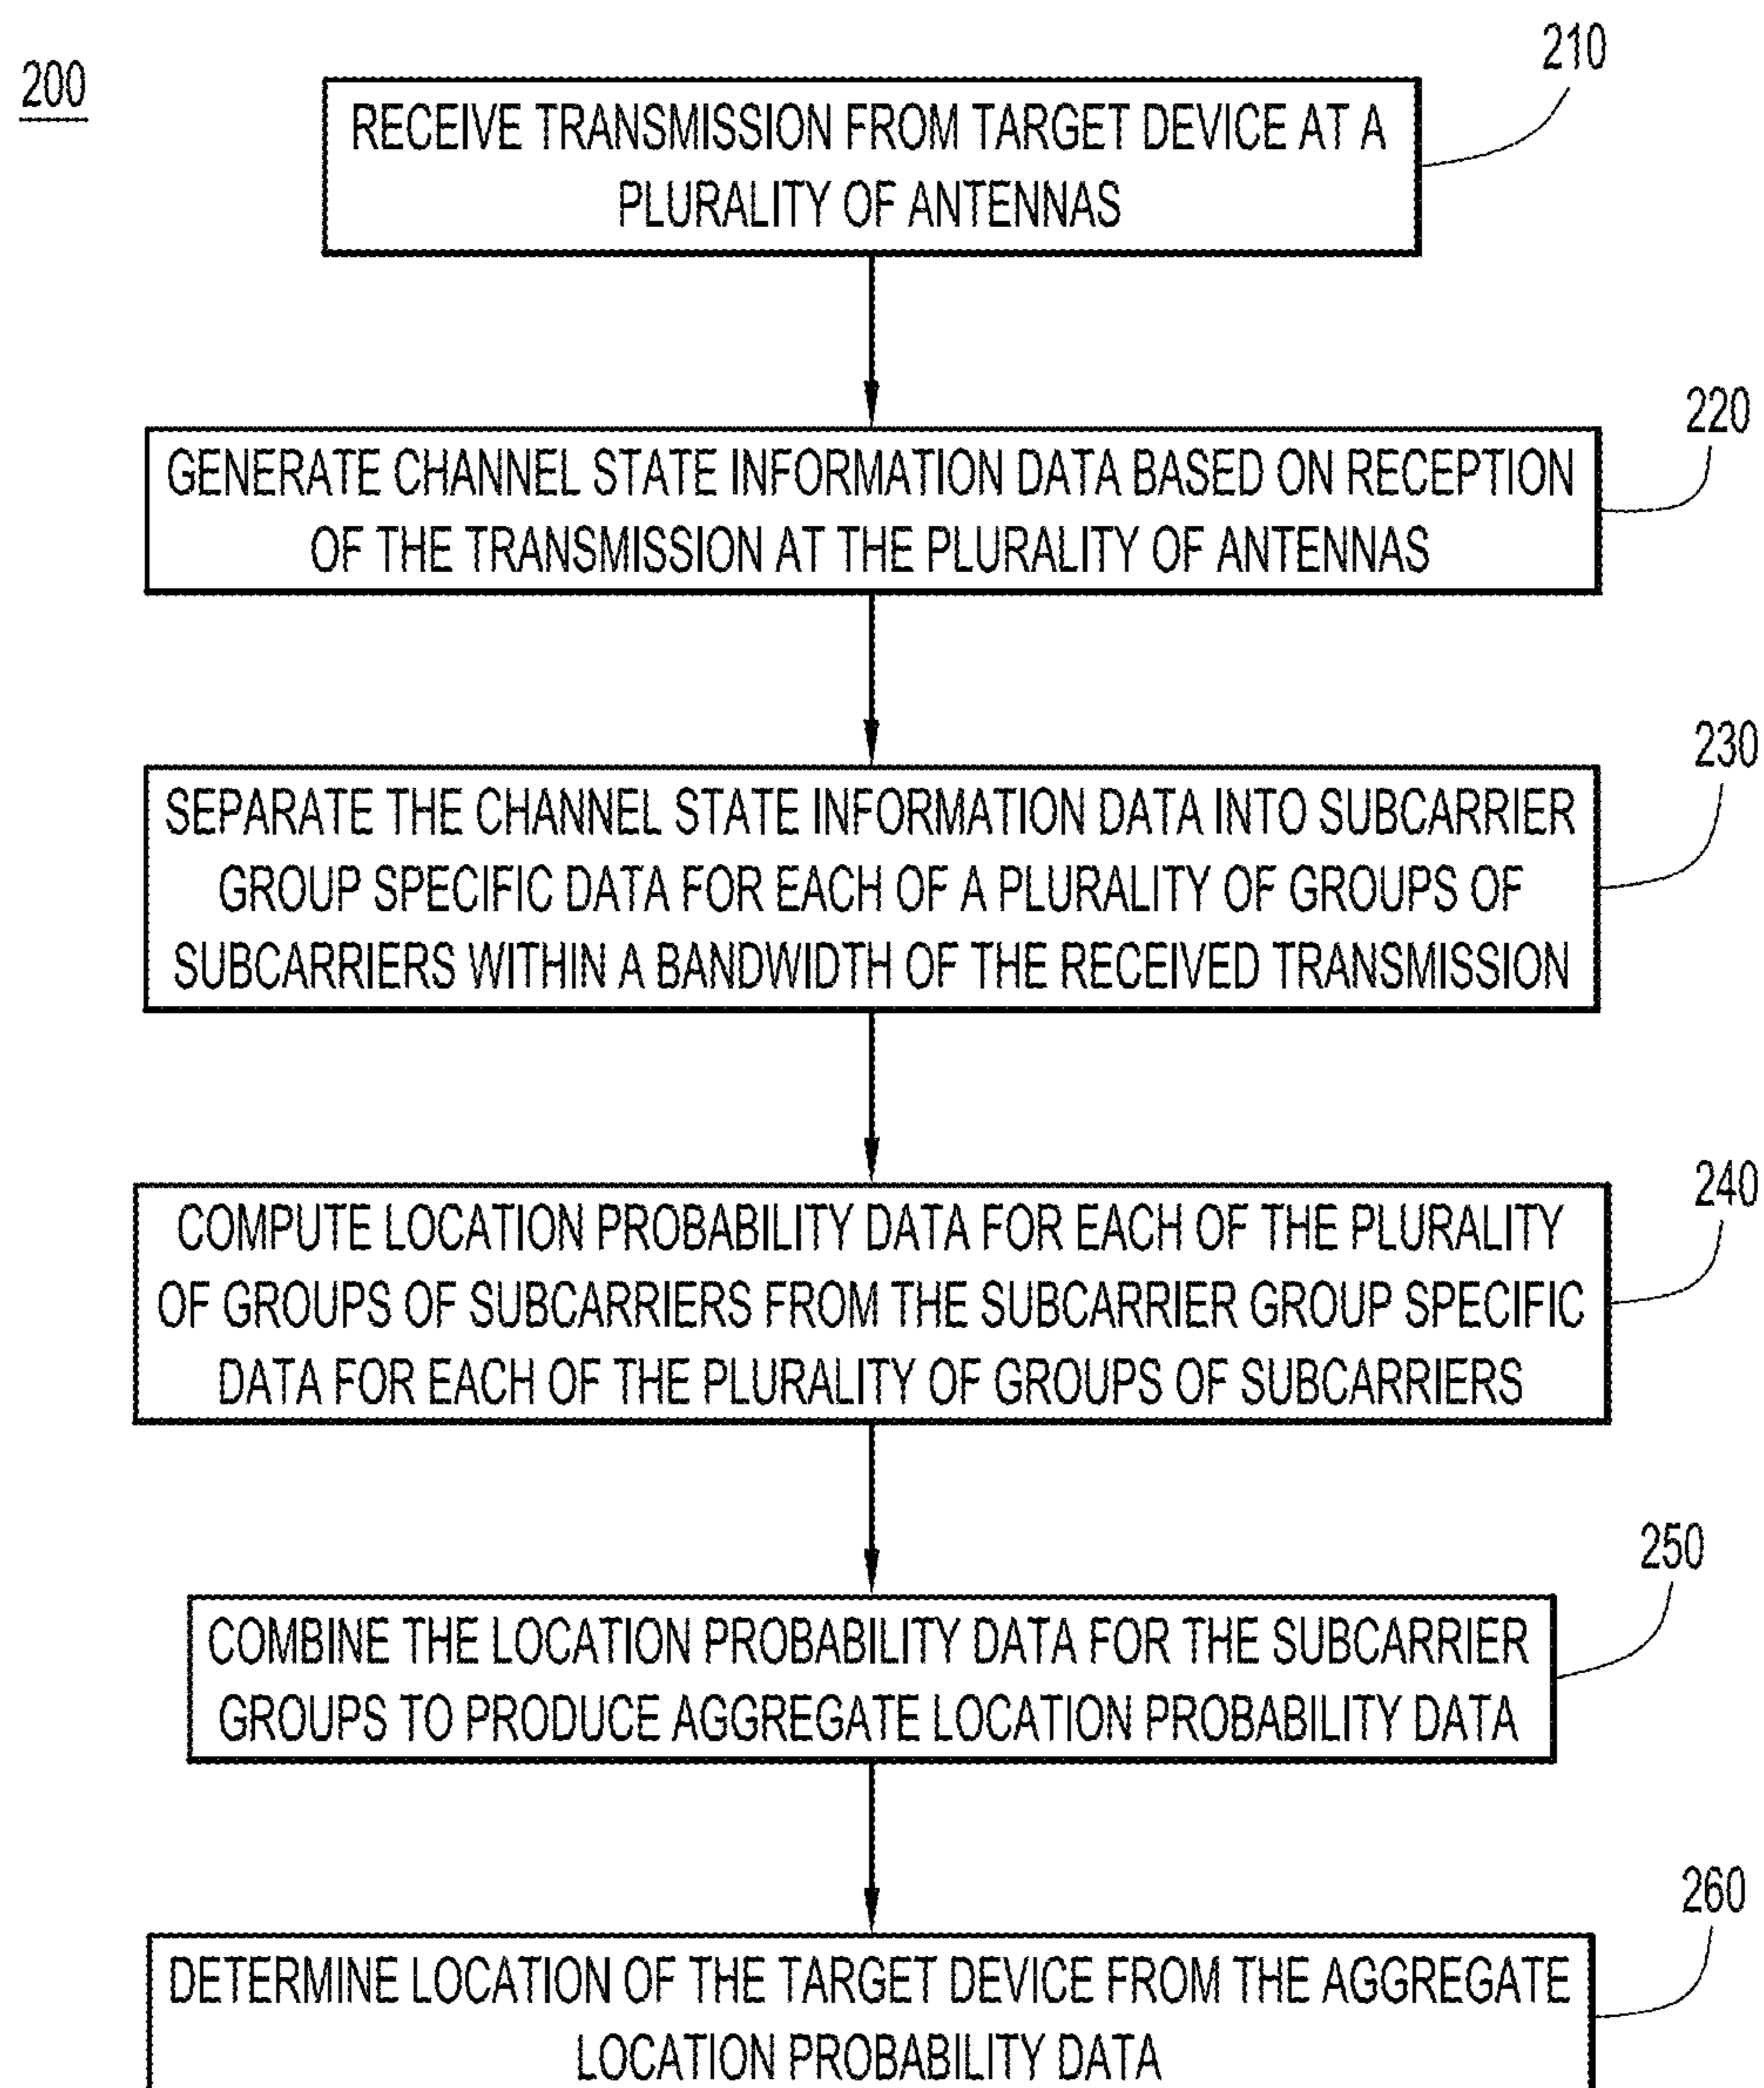 200
210
RECEIVE TRANSMISSION FROM TARGET DEVICE AT A
PLURALITY OF ANTENNAS
220
GENERATE CHANNEL STATE INFORMATION DATA BASED ON RECEPTION
OF THE TRANSMISSION AT THE PLURALITY OF ANTENNAS
230
SEPARATE THE CHANNEL STATE INFORMATION DATA INTO SUBCARRIER
GROUP SPECIFIC DATA FOR EACH OF A PLURALITY OF GROUPS OF
SUBCARRIERS WITHIN A BANDWIDTH OF THE RECEIVED TRANSMISSION
240
COMPUTE LOCATION PROBABILITY DATA FOR EACH OF THE PLURALITY
OF GROUPS OF SUBCARRIERS FROM THE SUBCARRIER GROUP SPECIFIC
DATA FOR EACH OF THE PLURALITY OF GROUPS OF SUBCARRIERS
250
COMBINE THE LOCATION PROBABILITY DATA FOR THE SUBCARRIER
GROUPS TO PRODUCE AGGREGATE LOCATION PROBABILITY DATA
260
DETERMINE LOCATION OF THE TARGET DEVICE FROM THE AGGREGATE
LOCATION PROBABILITY DATA